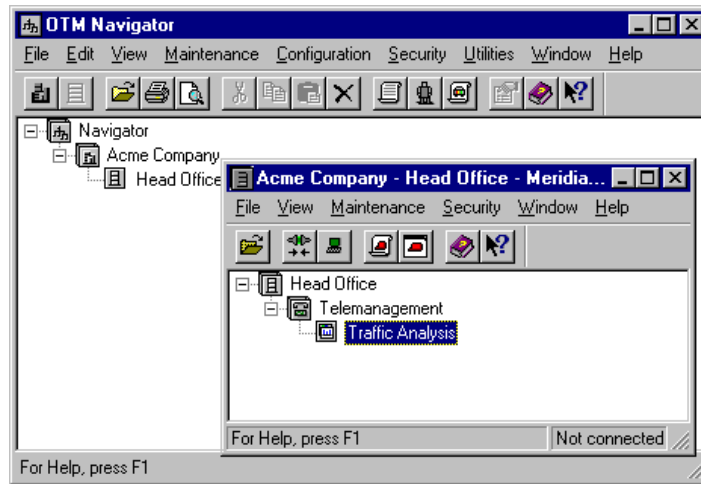 OTM Navigator
File Edit View Maintenance Configuration Security Utilities Window Help
Navigator
Acme Company
Head Office
Acme Company - Head Office - Meridia...
File View Maintenance Security Window Help
Head Office
Telemanagement
Traffic Analysis
For Help, press F1
Not connected
For Help, press F1